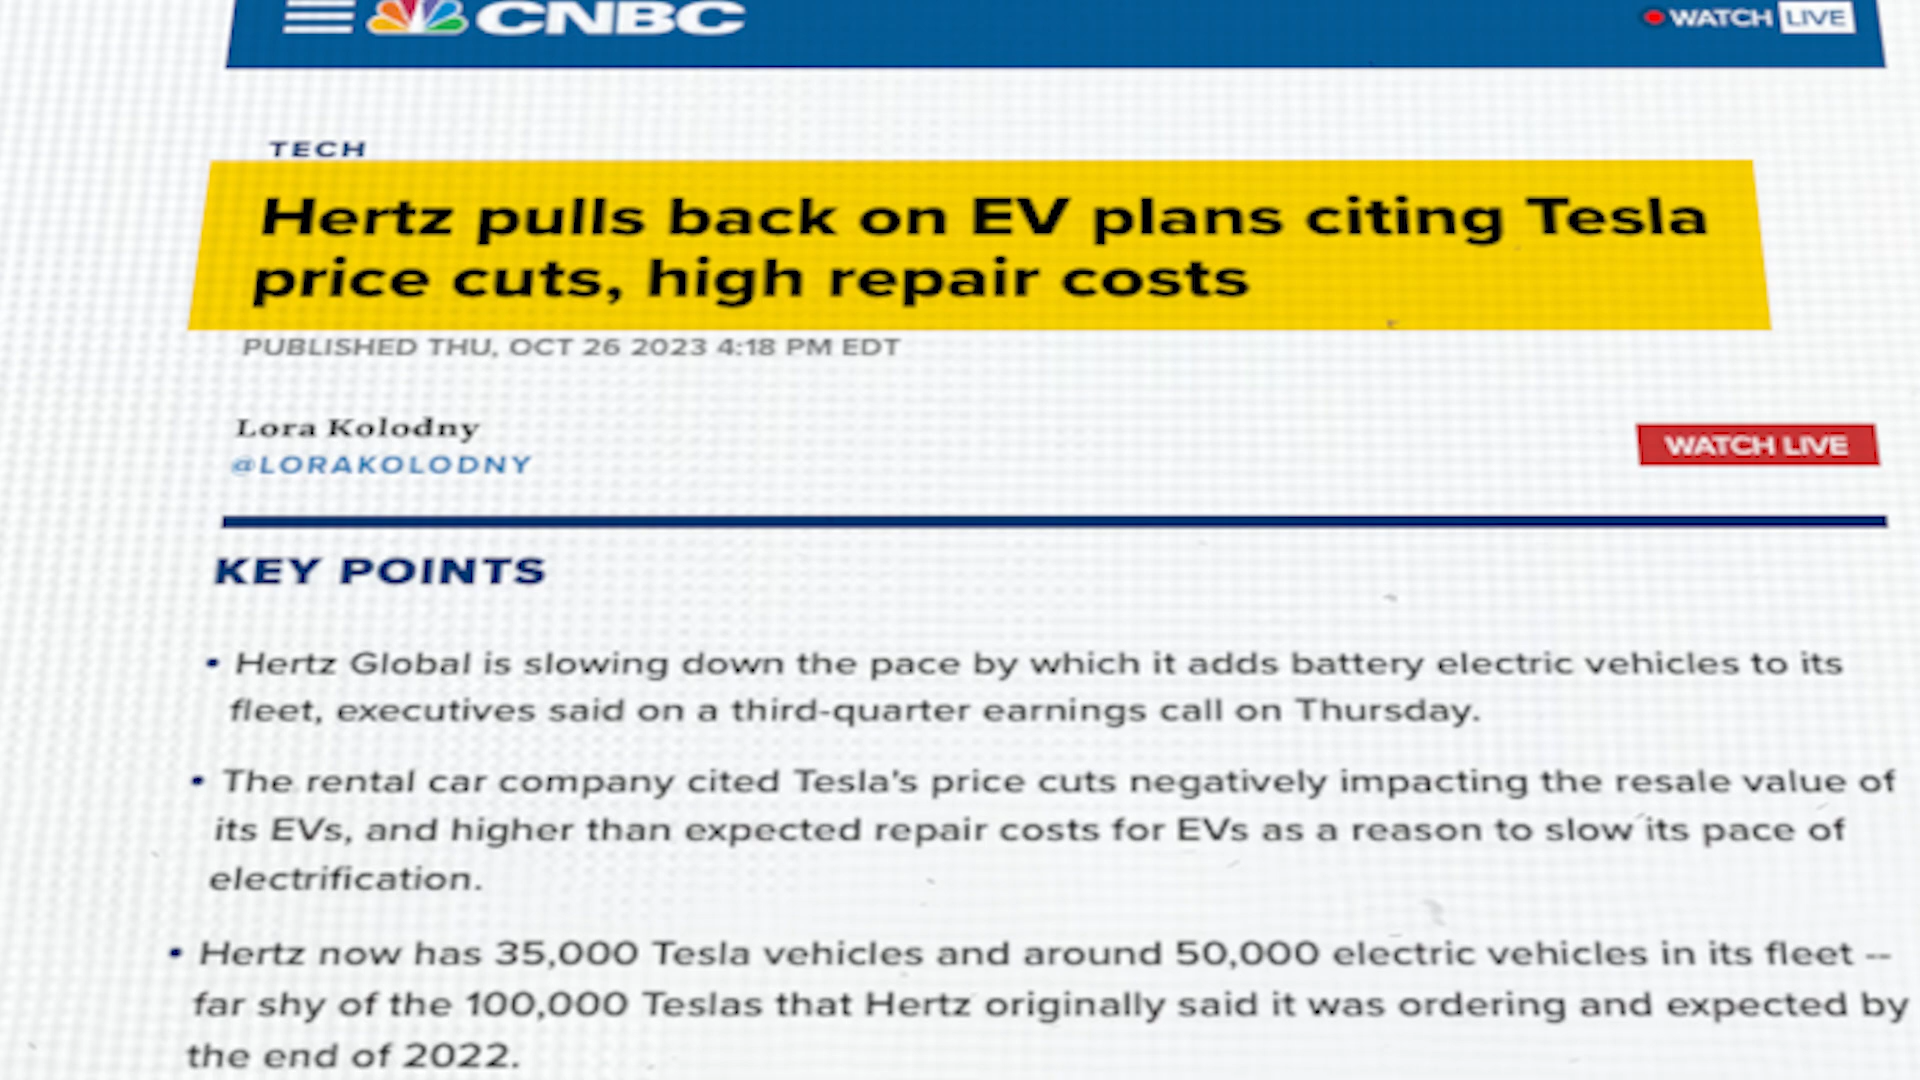 CNBC
WATCH LIVE
TECH
Hertz pulls back on EV plans citing Tesla
price cuts, high repair costs
PUBLISHED THU, OCT 26 2023 4:18 PM EDT
Lora Kolodny
@LORAKOLODNY
WATCH LIVE
KEY POINTS
• Hertz Global is slowing down the pace by which it adds battery electric vehicles to its
fleet, executives said on a third-quarter earnings call on Thursday.
• The rental car company cited Tesla's price cuts negatively impacting the resale value of
its EVs, and higher than expected repair costs for EVs as a reason to slow its pace of
electrification.
• Hertz now has 35,000 Tesla vehicles and around 50,000 electric vehicles in its fleet --
far shy of the 100,000 Teslas that Hertz originally said it was ordering and expected by
the end of 2022.